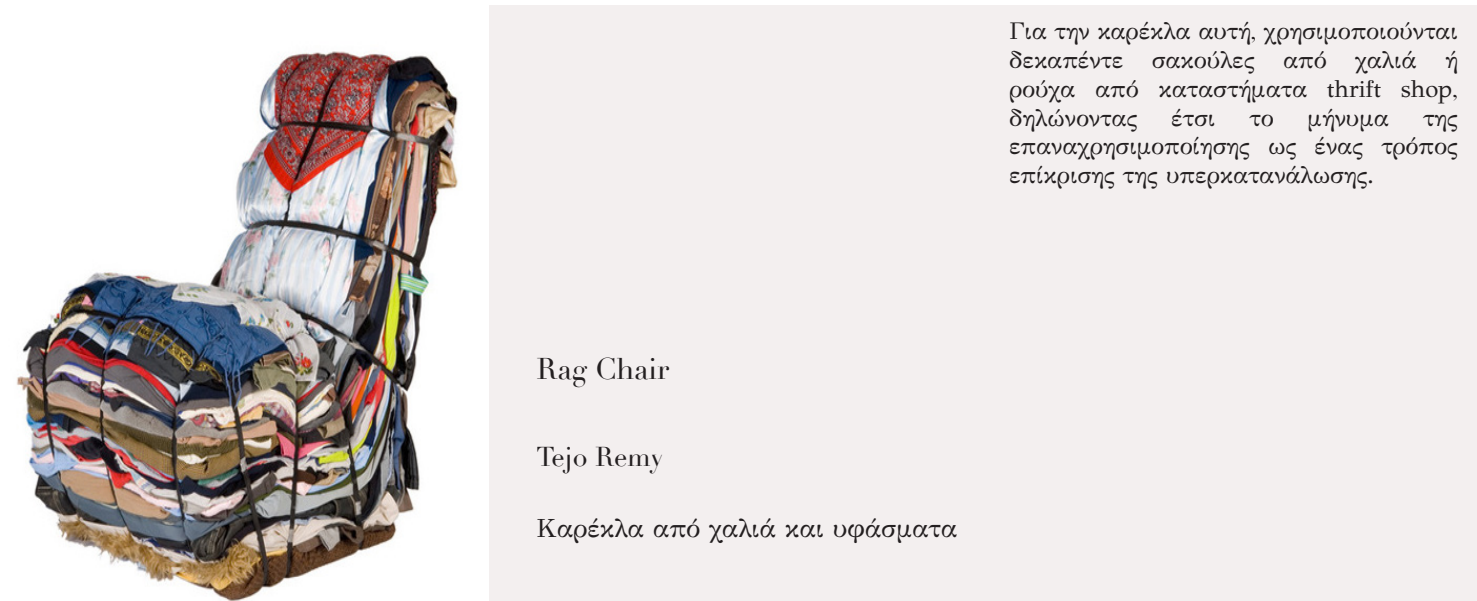 Για την καρέκλα αυτή, χρησιμοποιούνται
δεκαπέντε σακούλες από χαλιά ή
ρούχα από καταστήματα thrift shop,
δηλώνοντας έτσι το μήνυμα της
επαναχρησιμοποίησης ως ένας τρόπος
επίκρισης της υπερκατανάλωσης.
Rag Chair
Tejo Remy
Καρέκλα από χαλιά και υφάσματα